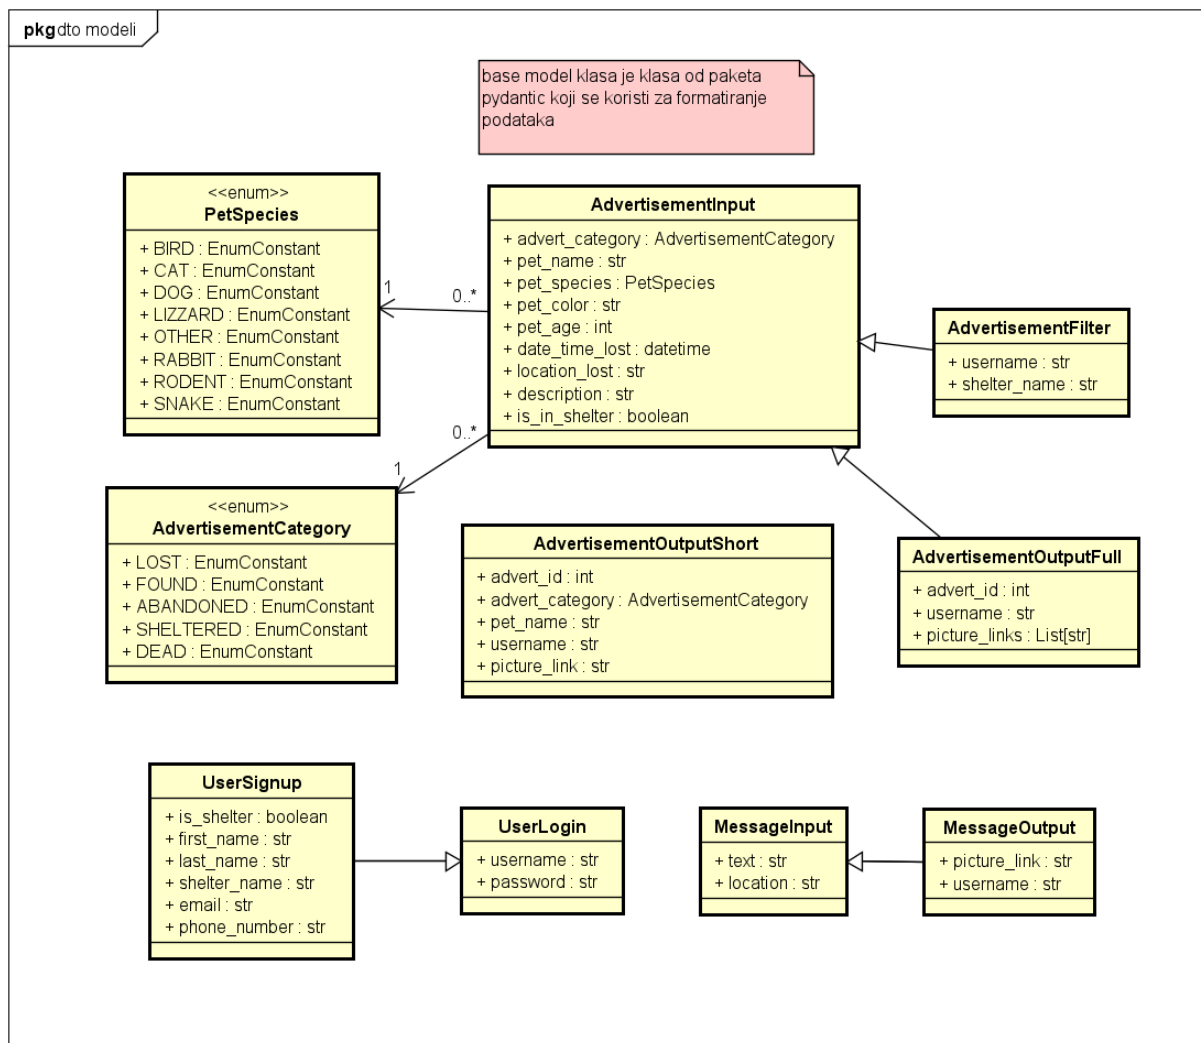 pkg dto modeli
base model klasa je klasa od paketa
pydantic koji se koristi za formatiranje
podataka
<<enum>>
PetSpecies
+ BIRD : EnumConstant
+ CAT : EnumConstant
+ DOG : EnumConstant
+ LIZZARD : EnumConstant
+ OTHER : EnumConstant
+ RABBIT : EnumConstant
+ RODENT : EnumConstant
+ SNAKE : EnumConstant
1
0..*
AdvertisementInput
+ advert_category : AdvertisementCategory
+ pet_name : str
+ pet_species : PetSpecies
+ pet_color : str
+ pet_age : int
+ date_time_lost : datetime
+ location_lost : str
+ description : str
+ is_in_shelter : boolean
AdvertisementFilter
+ username : str
+ shelter_name : str
0..*
1
<<enum>>
AdvertisementCategory
+ LOST : EnumConstant
+ FOUND : EnumConstant
+ ABANDONED : EnumConstant
+ SHELTERED : EnumConstant
+ DEAD : EnumConstant
AdvertisementOutputShort
+ advert_id : int
+ advert_category : AdvertisementCategory
+ pet_name : str
+ username : str
+ picture_link : str
AdvertisementOutputFull
+ advert_id : int
+ username : str
+ picture_links : List[str]
UserSignup
+ is_shelter : boolean
+ first_name : str
+ last_name : str
+ shelter_name : str
+ email : str
+ phone_number : str
UserLogin
+ username : str
+ password : str
MessageInput
+ text : str
+ location : str
MessageOutput
+ picture_link : str
+ username : str